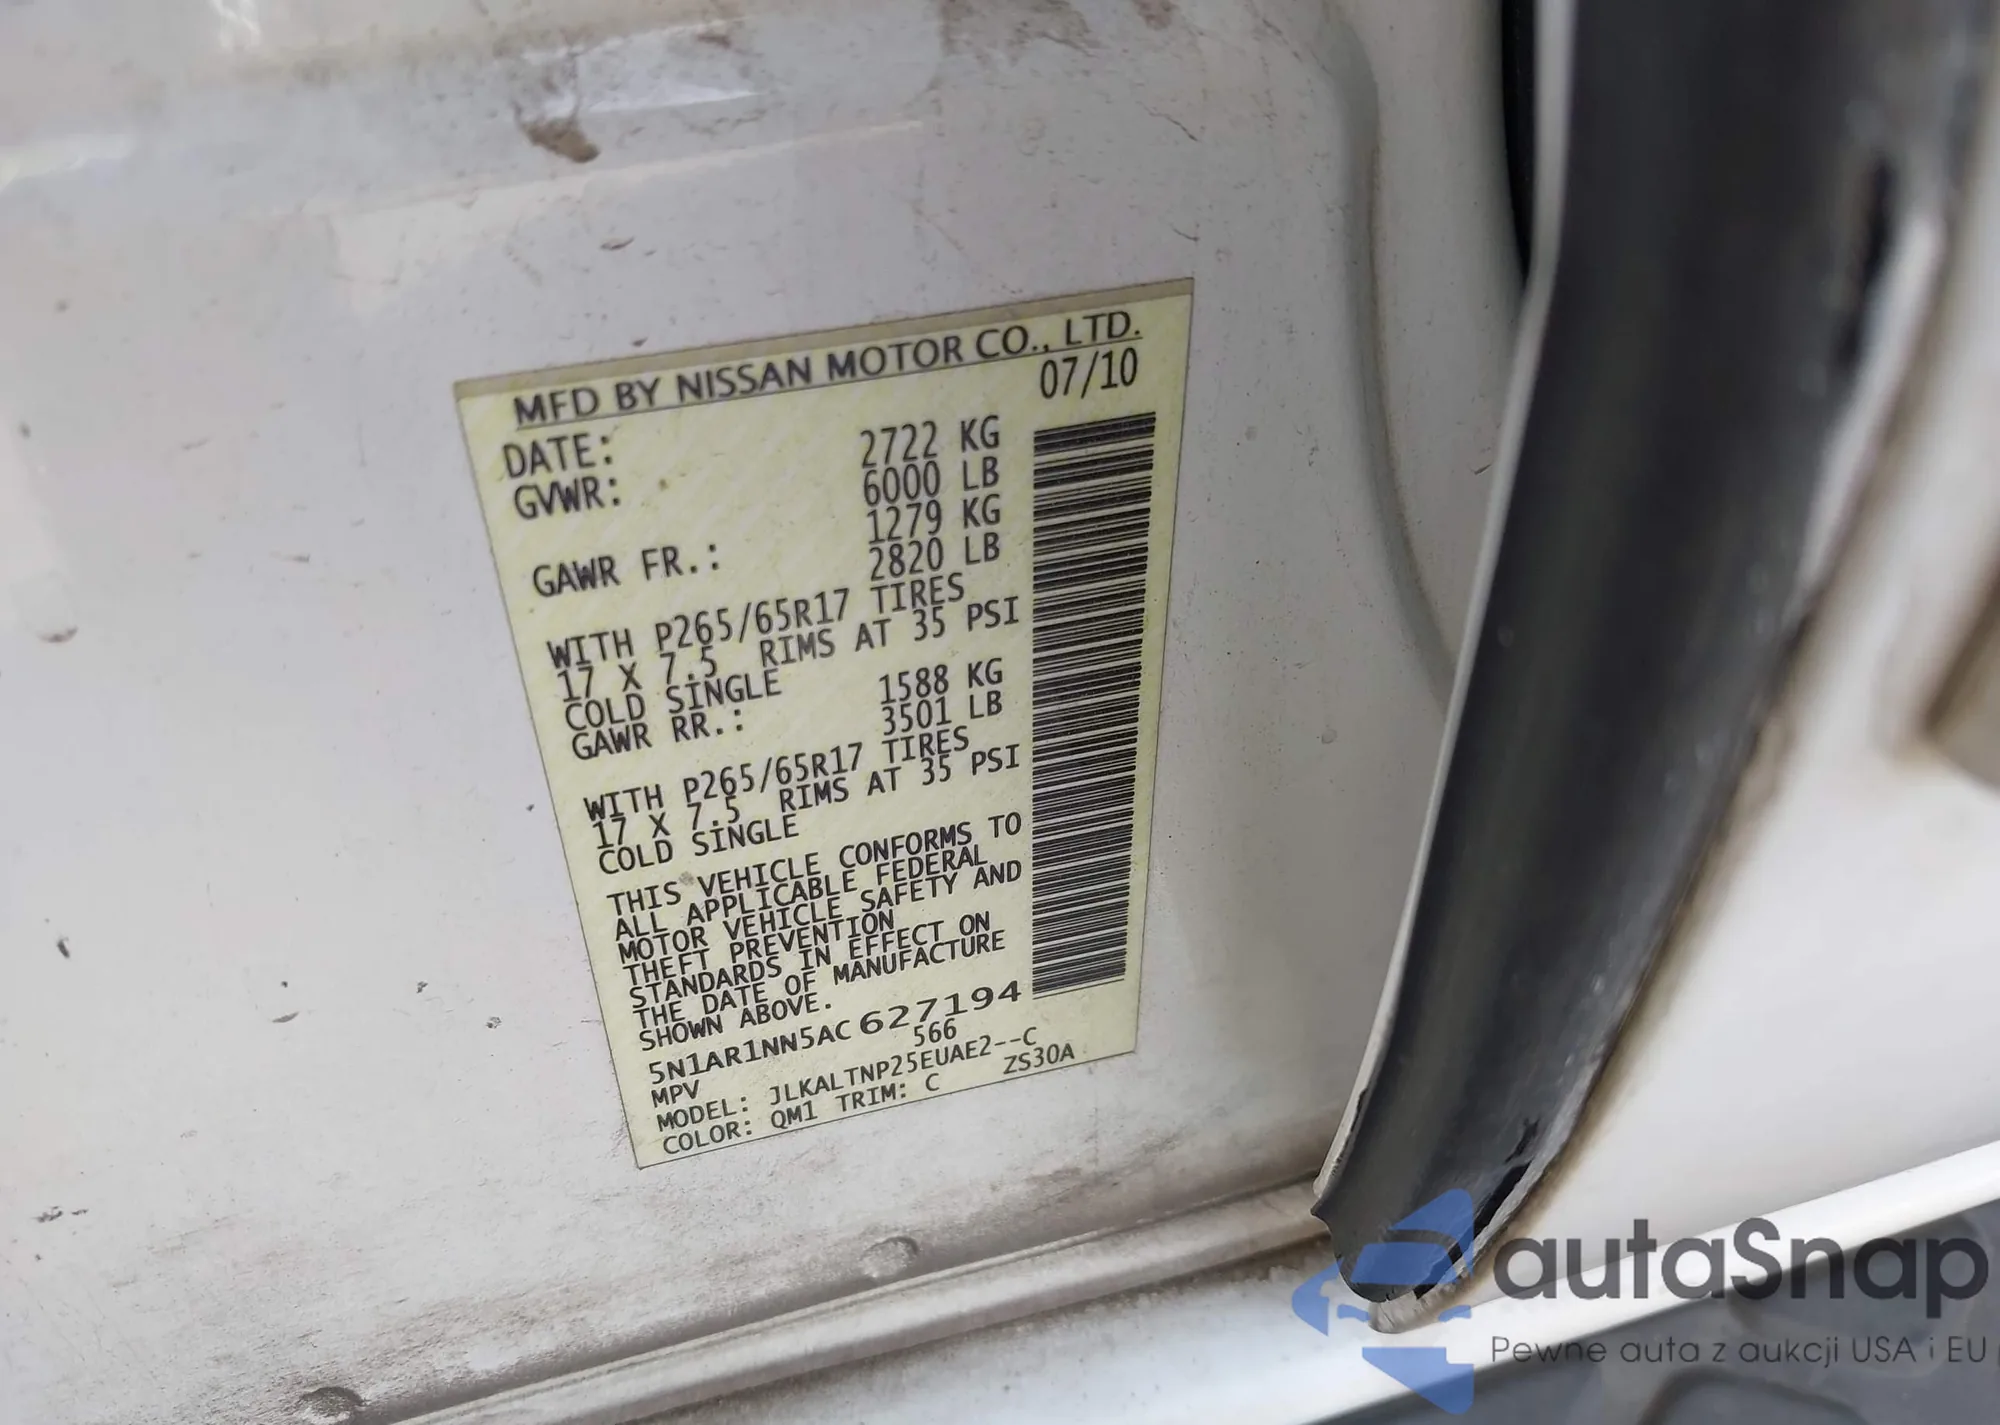 MFD BY NISSAN MOTOR CO., LTD.
DATE: 07/10
GVWR: 2722 KG
6000 LB
GAWR FR.: 1279 KG
2820 LB
WITH P265/65R17 TIRES
17 X 7.5 RIMS AT 35 PSI
COLD SINGLE
GAWR RR.: 1588 KG
3501 LB
WITH P265/65R17 TIRES
17 X 7.5 RIMS AT 35 PSI
COLD SINGLE
THIS VEHICLE CONFORMS TO
ALL APPLICABLE FEDERAL
MOTOR VEHICLE SAFETY AND
THEFT PREVENTION
STANDARDS IN EFFECT ON
THE DATE OF MANUFACTURE
SHOWN ABOVE.
5N1AR1NN5AC627194
MPV 566
MODEL: JLKALTNP25EUAE2--C
COLOR: QM1 TRIM: C ZS30A
autoSnap
Pewne auta z aukcji USA i EU